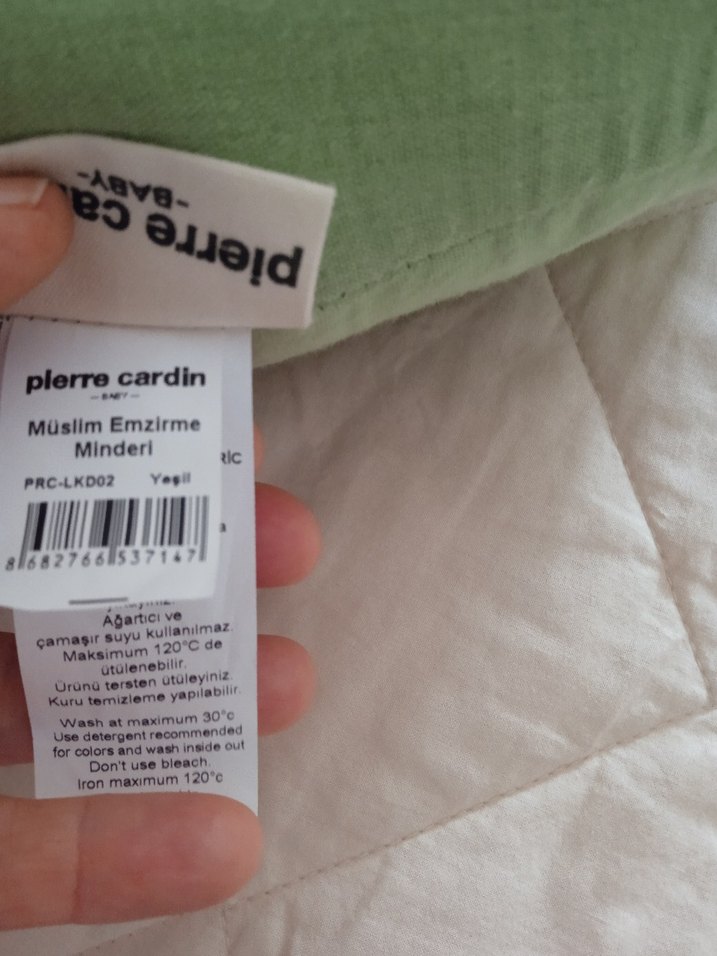 -BABY-
pierre ca
pierre cardin
— BABY —
Müslim Emzirme
Minderi
PRC-LKD02 Yeşil
8682766537147
RIC
a
Ağartıcı ve
çamaşır suyu kullanılmaz.
Maksimum 120°C de
ütülenebilir.
Ürünü tersten ütüleyiniz.
Kuru temizleme yapılabilir.
Wash at maximum 30°c
Use detergent recommended
for colors and wash inside out
Don't use bleach.
Iron maximum 120°c